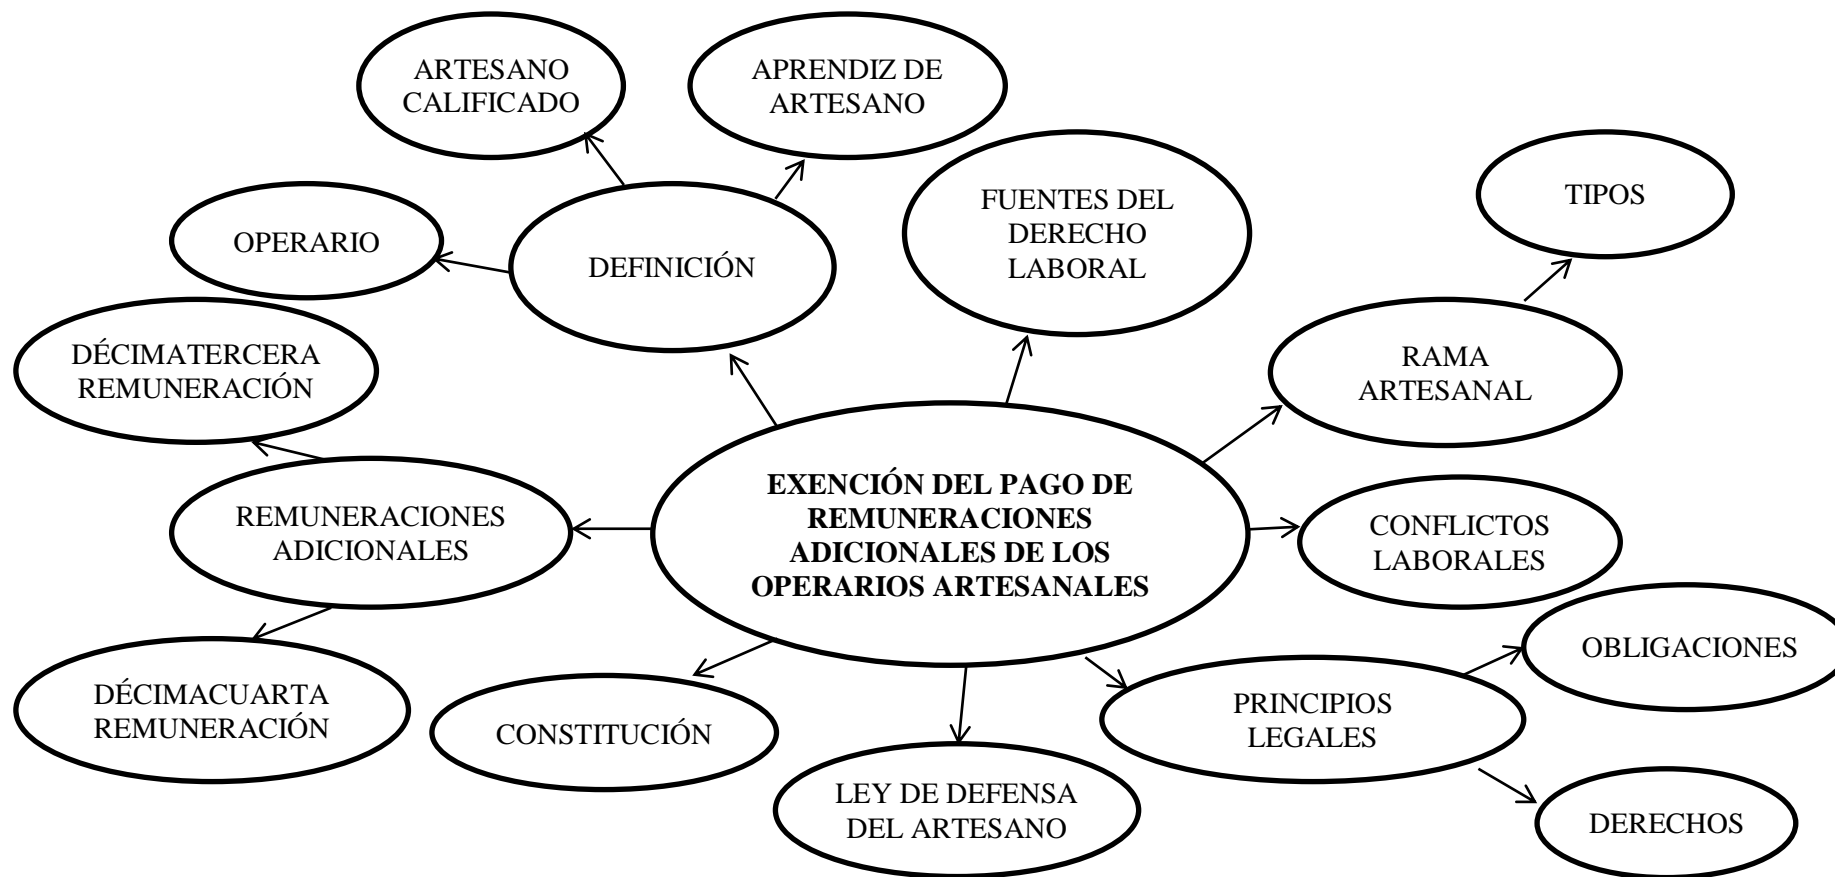 ARTESANO
CALIFICADO
APRENDIZ DE
ARTESANO
FUENTES DEL
DERECHO
LABORAL
TIPOS
OPERARIO
DEFINICIÓN
DÉCIMATERCERA
REMUNERACIÓN
RAMA
ARTESANAL
REMUNERACIONES
ADICIONALES
EXENCIÓN DEL PAGO DE
REMUNERACIONES
ADICIONALES DE LOS
OPERARIOS ARTESANALES
CONFLICTOS
LABORALES
OBLIGACIONES
DÉCIMACUARTA
REMUNERACIÓN
CONSTITUCIÓN
PRINCIPIOS
LEGALES
LEY DE DEFENSA
DEL ARTESANO
DERECHOS